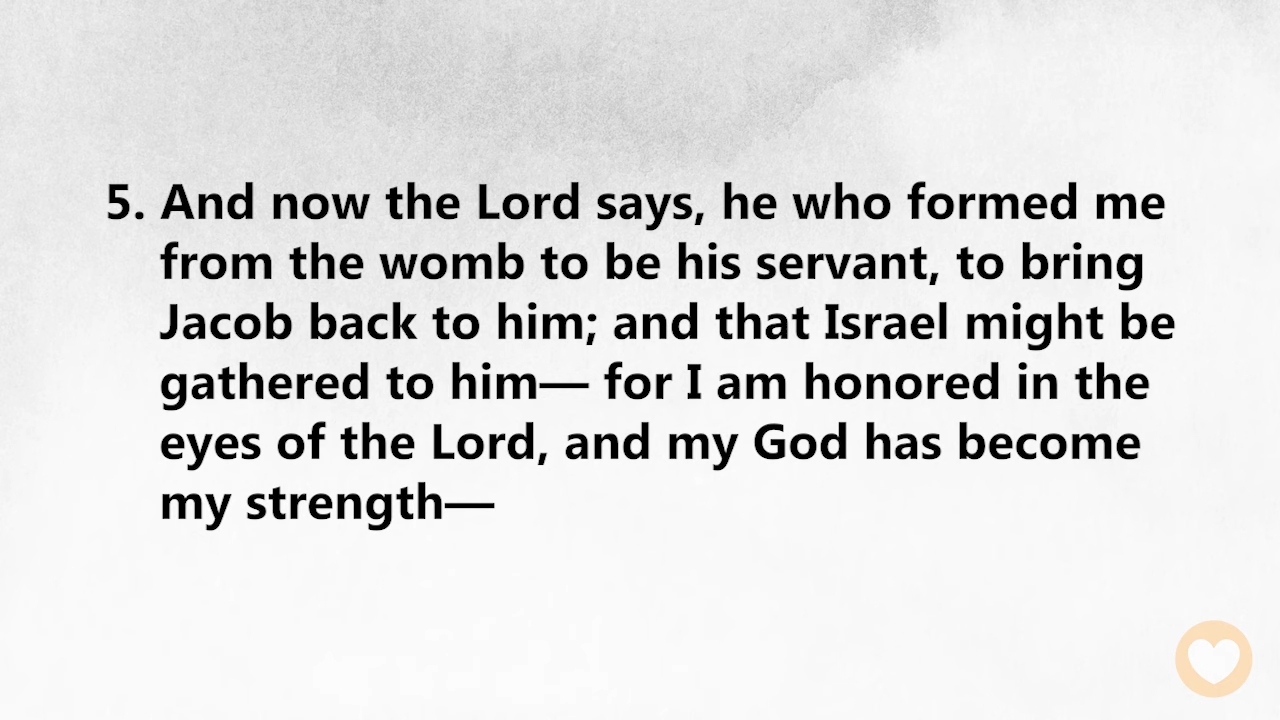 5. And now the Lord says, he who formed me
from the womb to be his servant, to bring
Jacob back to him; and that Israel might be
gathered to him— for I am honored in the
eyes of the Lord, and my God has become
my strength—